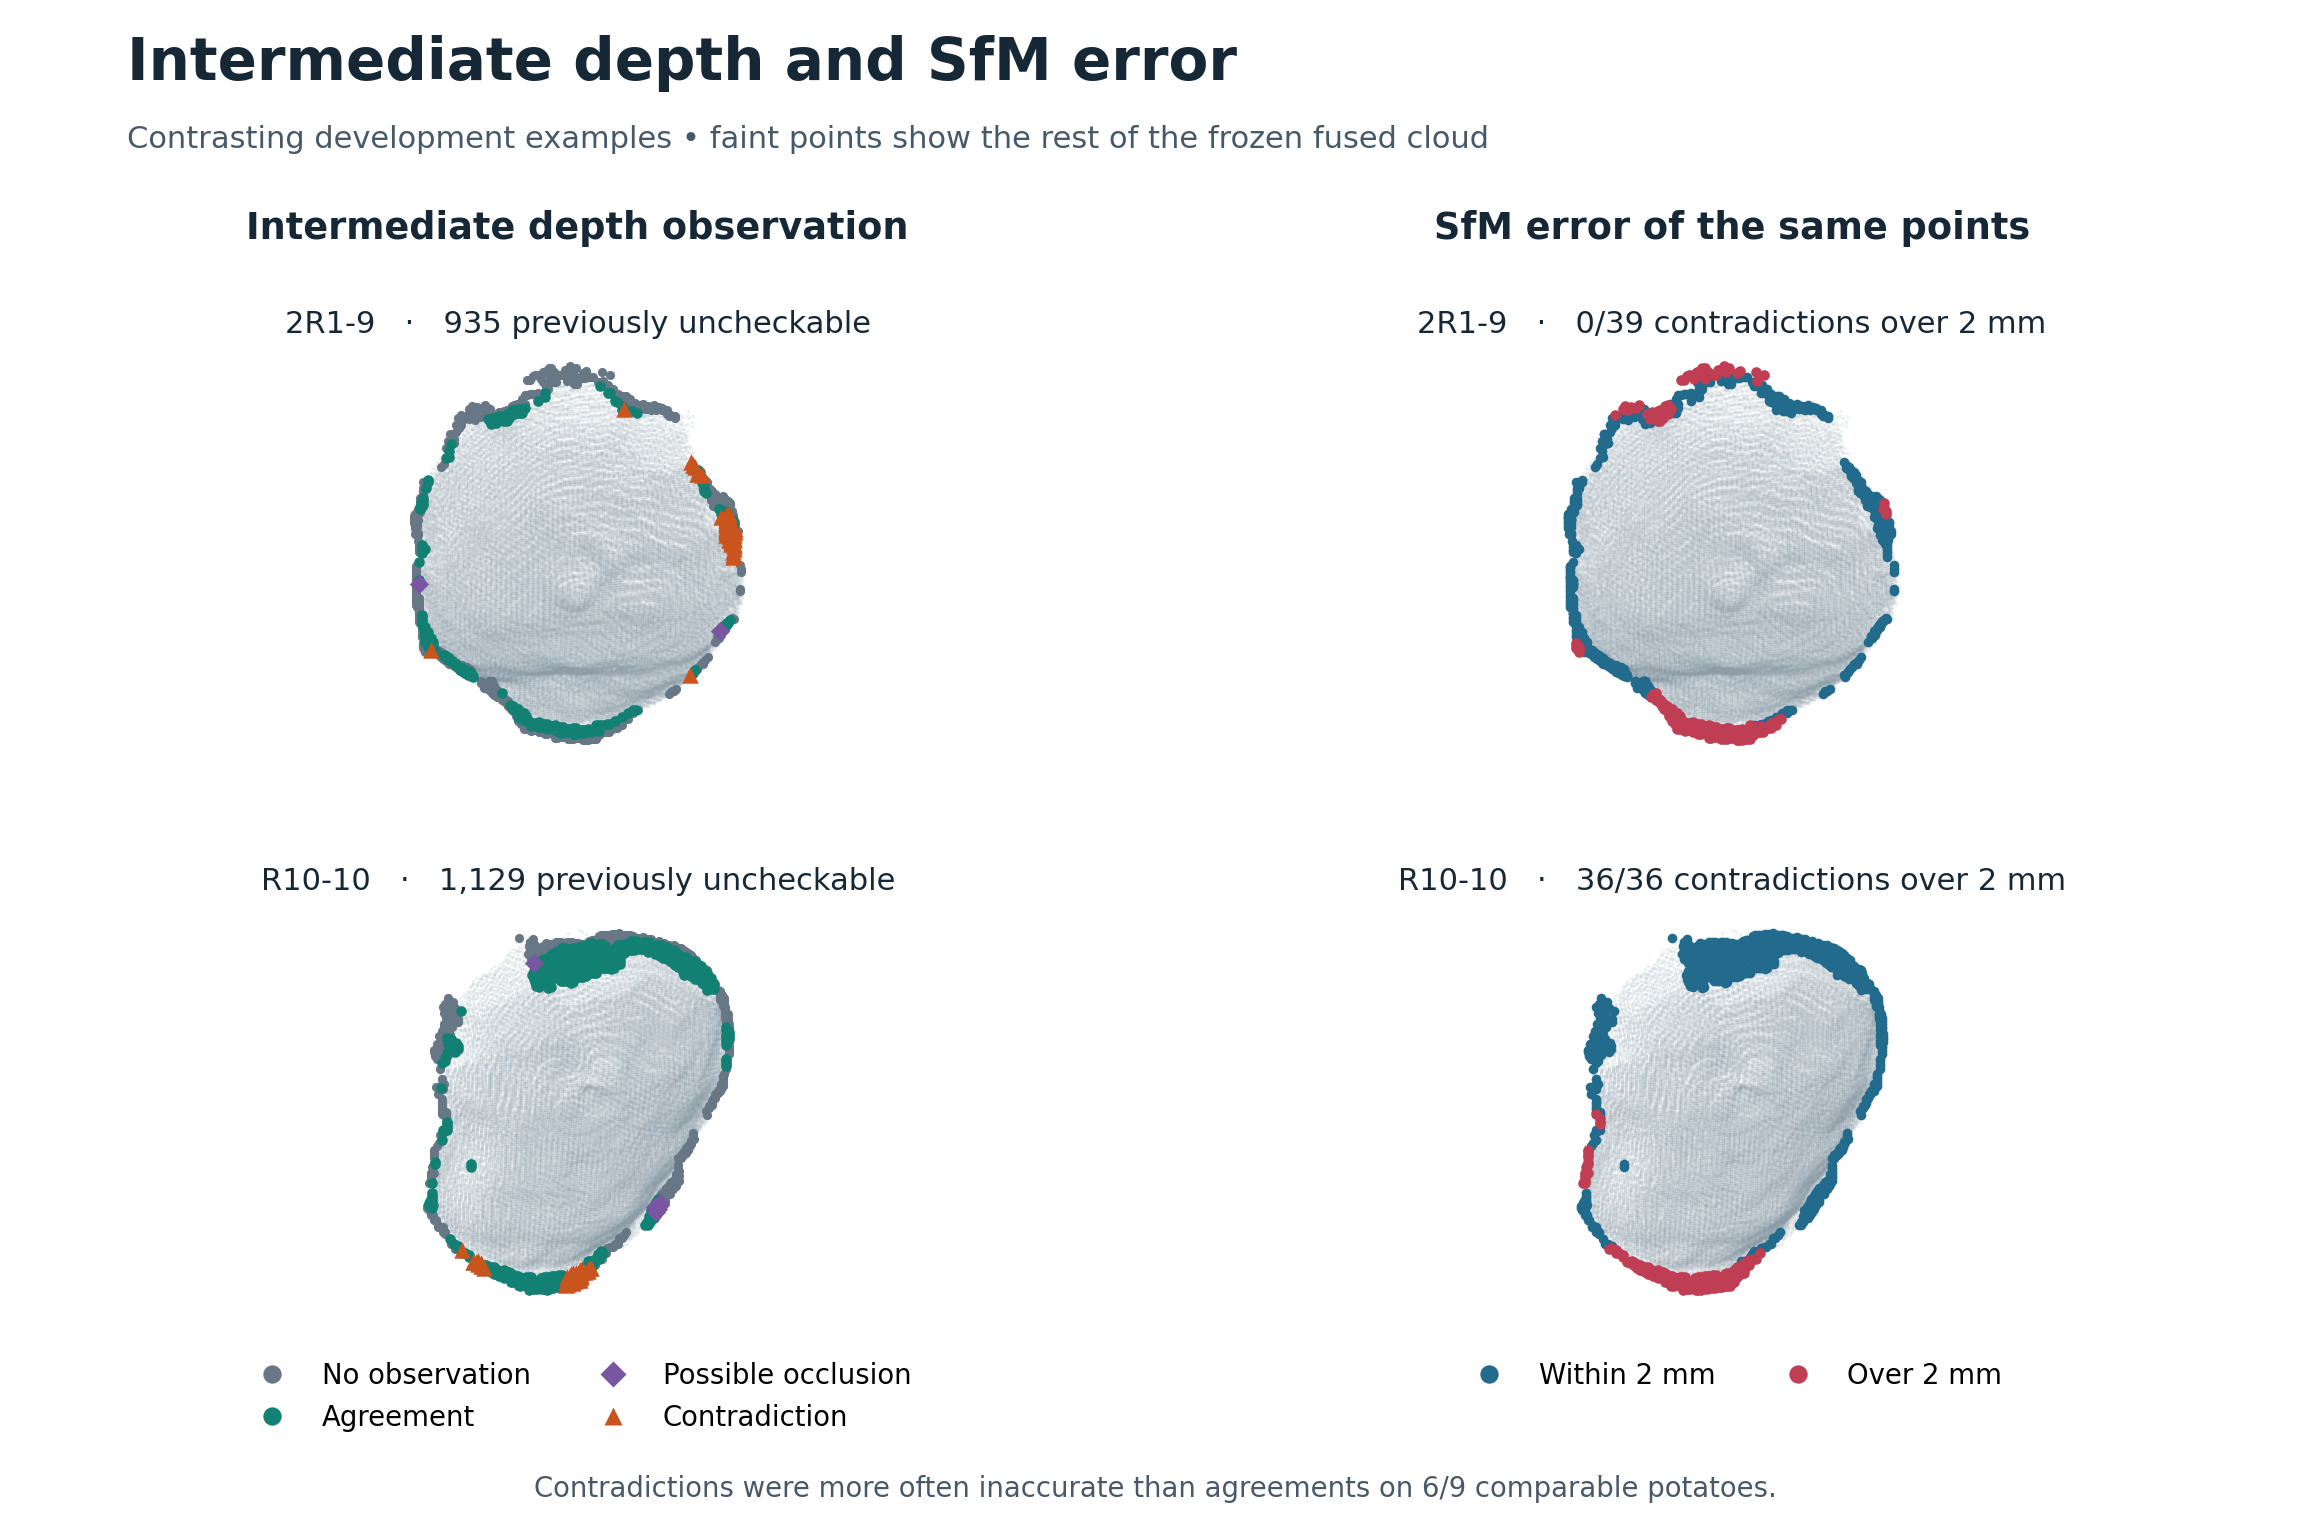 Intermediate depth and SfM error
Contrasting development examples • faint points show the rest of the frozen fused cloud
Intermediate depth observation
SfM error of the same points
2R1-9 · 935 previously uncheckable
2R1-9 · 0/39 contradictions over 2 mm
R10-10 · 1,129 previously uncheckable
R10-10 · 36/36 contradictions over 2 mm
No observation
Possible occlusion
Agreement
Contradiction
Within 2 mm
Over 2 mm
Contradictions were more often inaccurate than agreements on 6/9 comparable potatoes.